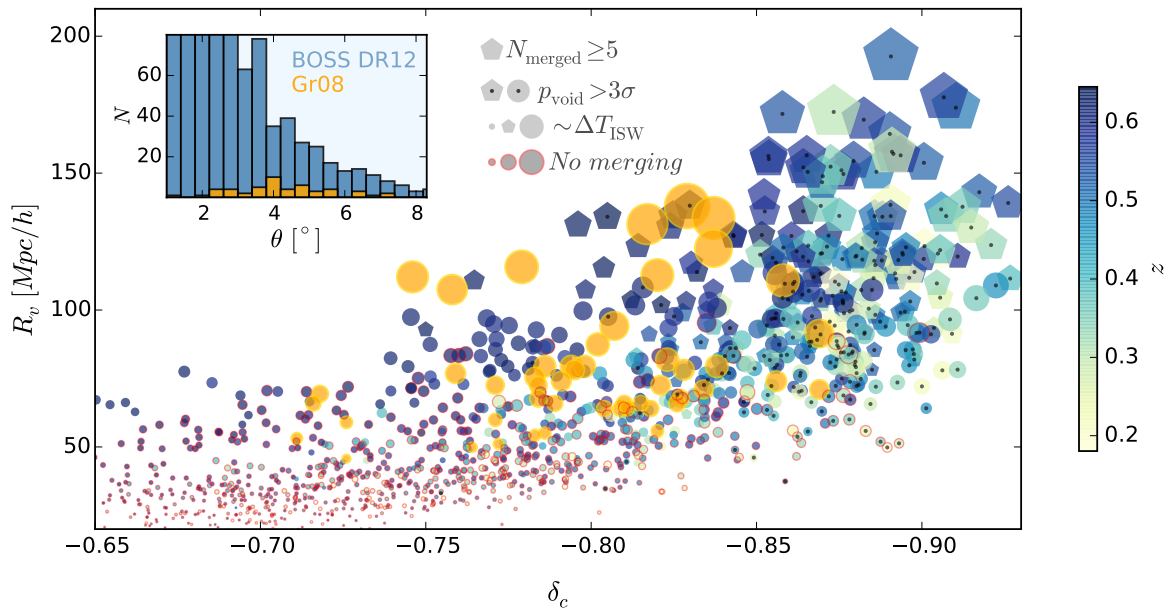 200
150
100
50
R_v [Mpc/h]
−0.65
−0.70
−0.75
−0.80
−0.85
−0.90
δ_c
60
40
20
N
2
4
6
8
θ [°]
BOSS DR12
Gr08
N_merged ≥5
p_void >3σ
∼ΔT_ISW
No merging
0.6
0.5
0.4
0.3
0.2
z